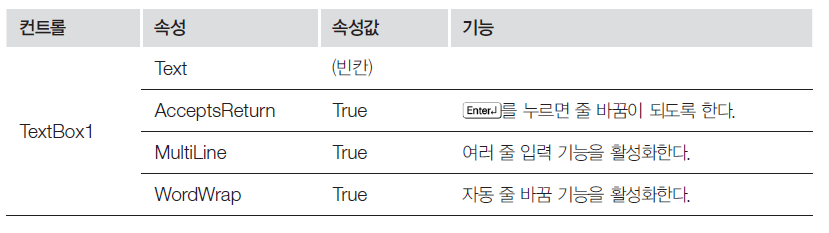 컨트롤 속성 속성값 기능
Text (빈칸)
AcceptsReturn True Enter↲를 누르면 줄 바꿈이 되도록 한다.
TextBox1
MultiLine True 여러 줄 입력 기능을 활성화한다.
WordWrap True 자동 줄 바꿈 기능을 활성화한다.